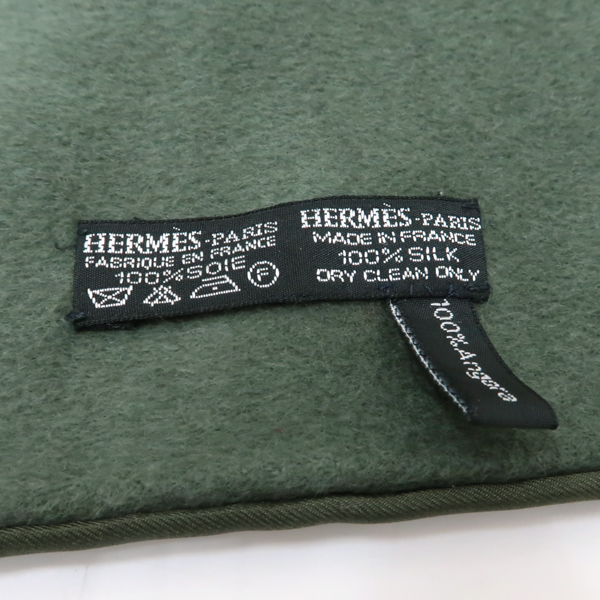 HERMÈS-PARIS
FABRIQUE EN FRANCE
100% SOIE
F
HERMÈS-PARIS
MADE IN FRANCE
100% SILK
DRY CLEAN ONLY
100% Angora